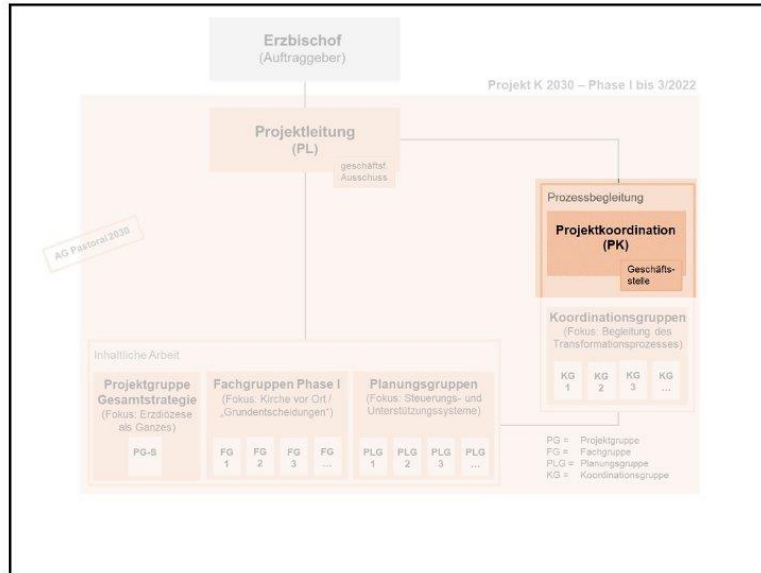 Erzbischof
(Auftraggeber)
Projekt K 2030 – Phase I bis 3/2022
Projektleitung
(PL)
geschäftsf.
Ausschuss
AG Pastoral 2030
Prozessbegleitung
Projektkoordination
(PK)
Geschäfts-
stelle
Koordinationsgruppen
(Fokus: Begleitung des
Transformationsprozesses)
KG KG KG KG
1 2 3 ...
Inhaltliche Arbeit
Projektgruppe
Gesamtstrategie
(Fokus: Erzdiözese
als Ganzes)
PG-S
Fachgruppen Phase I
(Fokus: Kirche vor Ort /
„Grundentscheidungen“)
FG FG FG FG
1 2 3 ...
Planungsgruppen
(Fokus: Steuerungs- und
Unterstützungssysteme)
PLG PLG PLG PLG
1 2 3 ...
PG = Projektgruppe
FG = Fachgruppe
PLG = Planungsgruppe
KG = Koordinationsgruppe